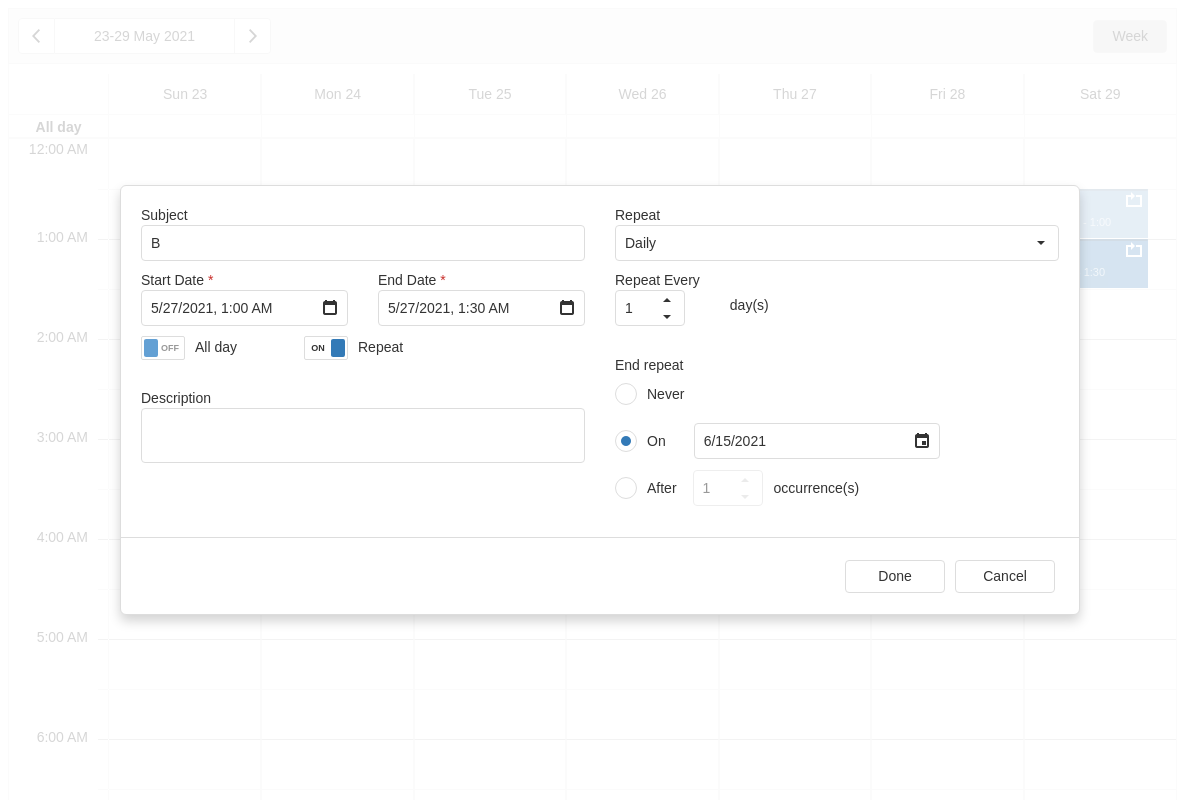 23-29 May 2021
Week
Sun 23
Mon 24
Tue 25
Wed 26
Thu 27
Fri 28
Sat 29
All day
12:00 AM
1:00 AM
2:00 AM
3:00 AM
4:00 AM
5:00 AM
6:00 AM
- 1:00
1:30
Subject
B
Start Date *
End Date *
5/27/2021, 1:00 AM
5/27/2021, 1:30 AM
OFF
All day
ON
Repeat
Description
Repeat
Daily
Repeat Every
1
day(s)
End repeat
Never
On
6/15/2021
After
1
occurrence(s)
Done
Cancel